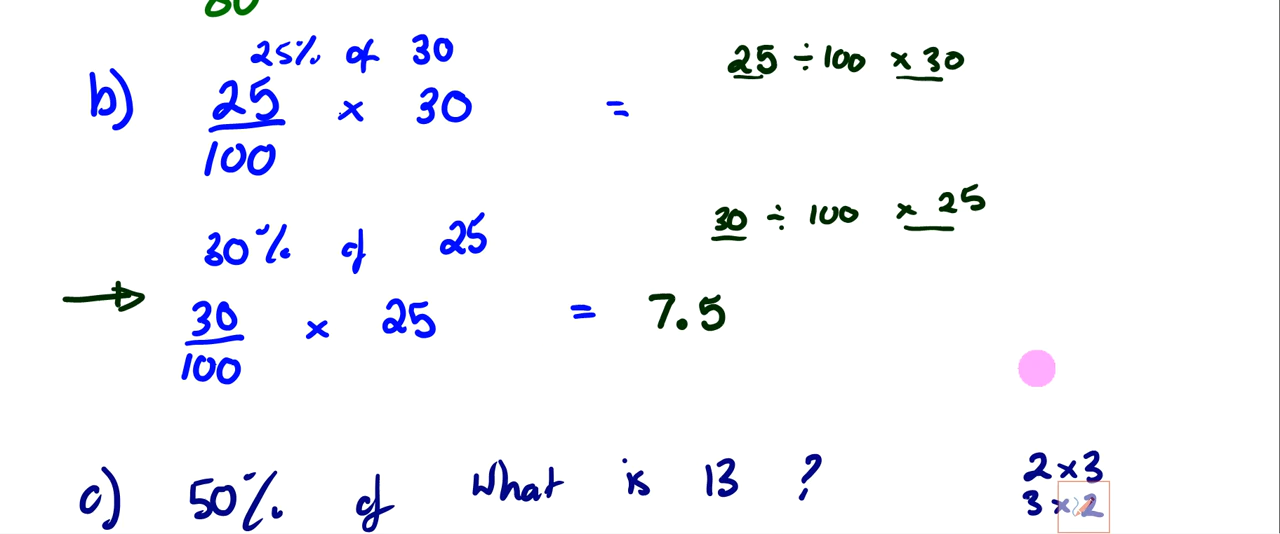 25% of 30
25 ÷ 100 × 30
b) 25/100 × 30 =
30% of 25
30 ÷ 100 × 25
30/100 × 25 = 7.5
c) 50% of what is 13 ?
2 × 3
3 × 2